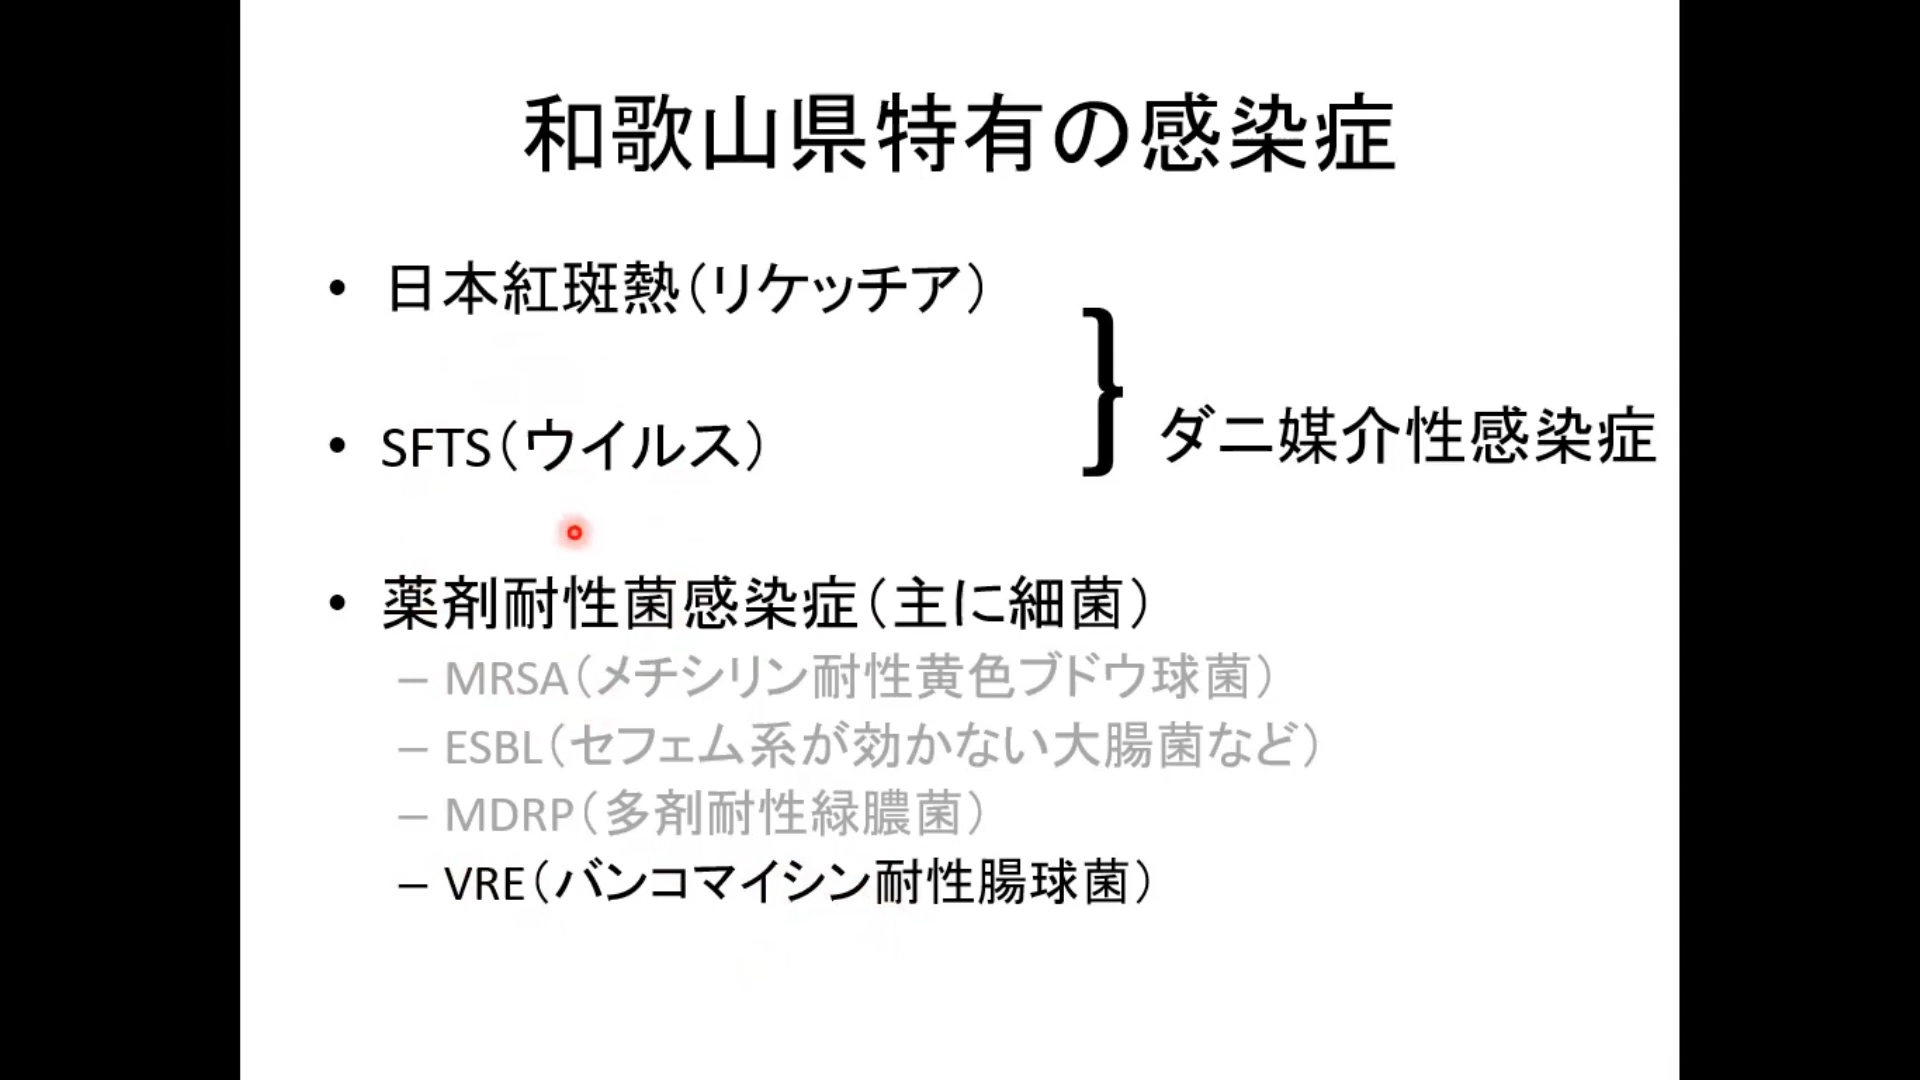 和歌山県特有の感染症
• 日本紅斑熱（リケッチア）
• SFTS（ウイルス）
} ダニ媒介性感染症
• 薬剤耐性菌感染症（主に細菌）
– MRSA（メチシリン耐性黄色ブドウ球菌）
– ESBL（セフェム系が効かない大腸菌など）
– MDRP（多剤耐性緑膿菌）
– VRE（バンコマイシン耐性腸球菌）